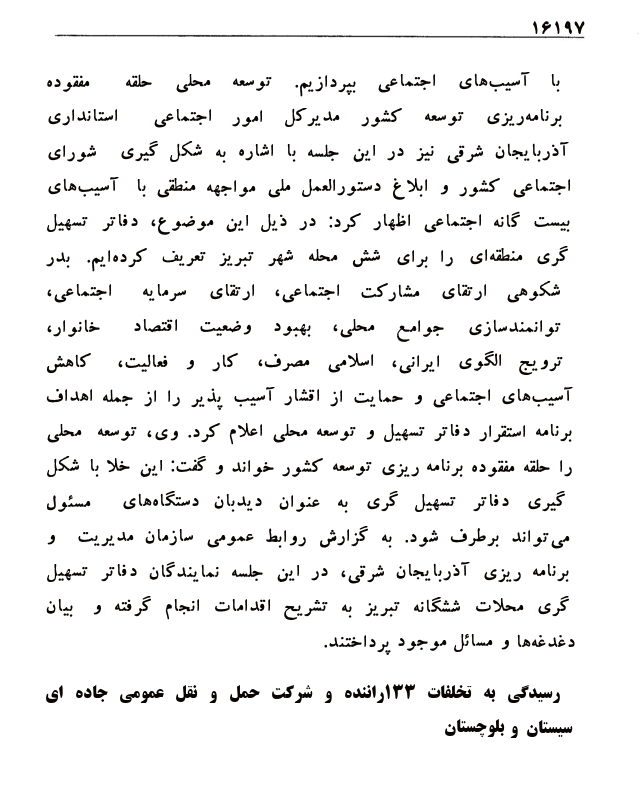 ۱۶۱۹۷
با آسیب‌های اجتماعی بپردازیم. توسعه محلی حلقه مفقوده
برنامه‌ریزی توسعه کشور مدیرکل امور اجتماعی استانداری
آذربایجان شرقی نیز در این جلسه با اشاره به شکل گیری شورای
اجتماعی کشور و ابلاغ دستورالعمل ملی مواجهه منطقی با آسیب‌های
بیست گانه اجتماعی اظهار کرد: در ذیل این موضوع، دفاتر تسهیل
گری منطقه‌ای را برای شش محله شهر تبریز تعریف کرده‌ایم. بدر
شکوهی ارتقای مشارکت اجتماعی، ارتقای سرمایه اجتماعی،
توانمندسازی جوامع محلی، بهبود وضعیت اقتصاد خانوار،
ترویج الگوی ایرانی، اسلامی مصرف، کار و فعالیت، کاهش
آسیب‌های اجتماعی و حمایت از اقشار آسیب پذیر را از جمله اهداف
برنامه استقرار دفاتر تسهیل و توسعه محلی اعلام کرد. وی، توسعه محلی
را حلقه مفقوده برنامه ریزی توسعه کشور خواند و گفت: این خلا با شکل
گیری دفاتر تسهیل گری به عنوان دیدبان دستگاه‌های مسئول
می‌تواند برطرف شود. به گزارش روابط عمومی سازمان مدیریت و
برنامه ریزی آذربایجان شرقی، در این جلسه نمایندگان دفاتر تسهیل
گری محلات ششگانه تبریز به تشریح اقدامات انجام گرفته و بیان
دغدغه‌ها و مسائل موجود پرداختند.
رسیدگی به تخلفات ۱۳۳راننده و شرکت حمل و نقل عمومی جاده ای
سیستان و بلوچستان